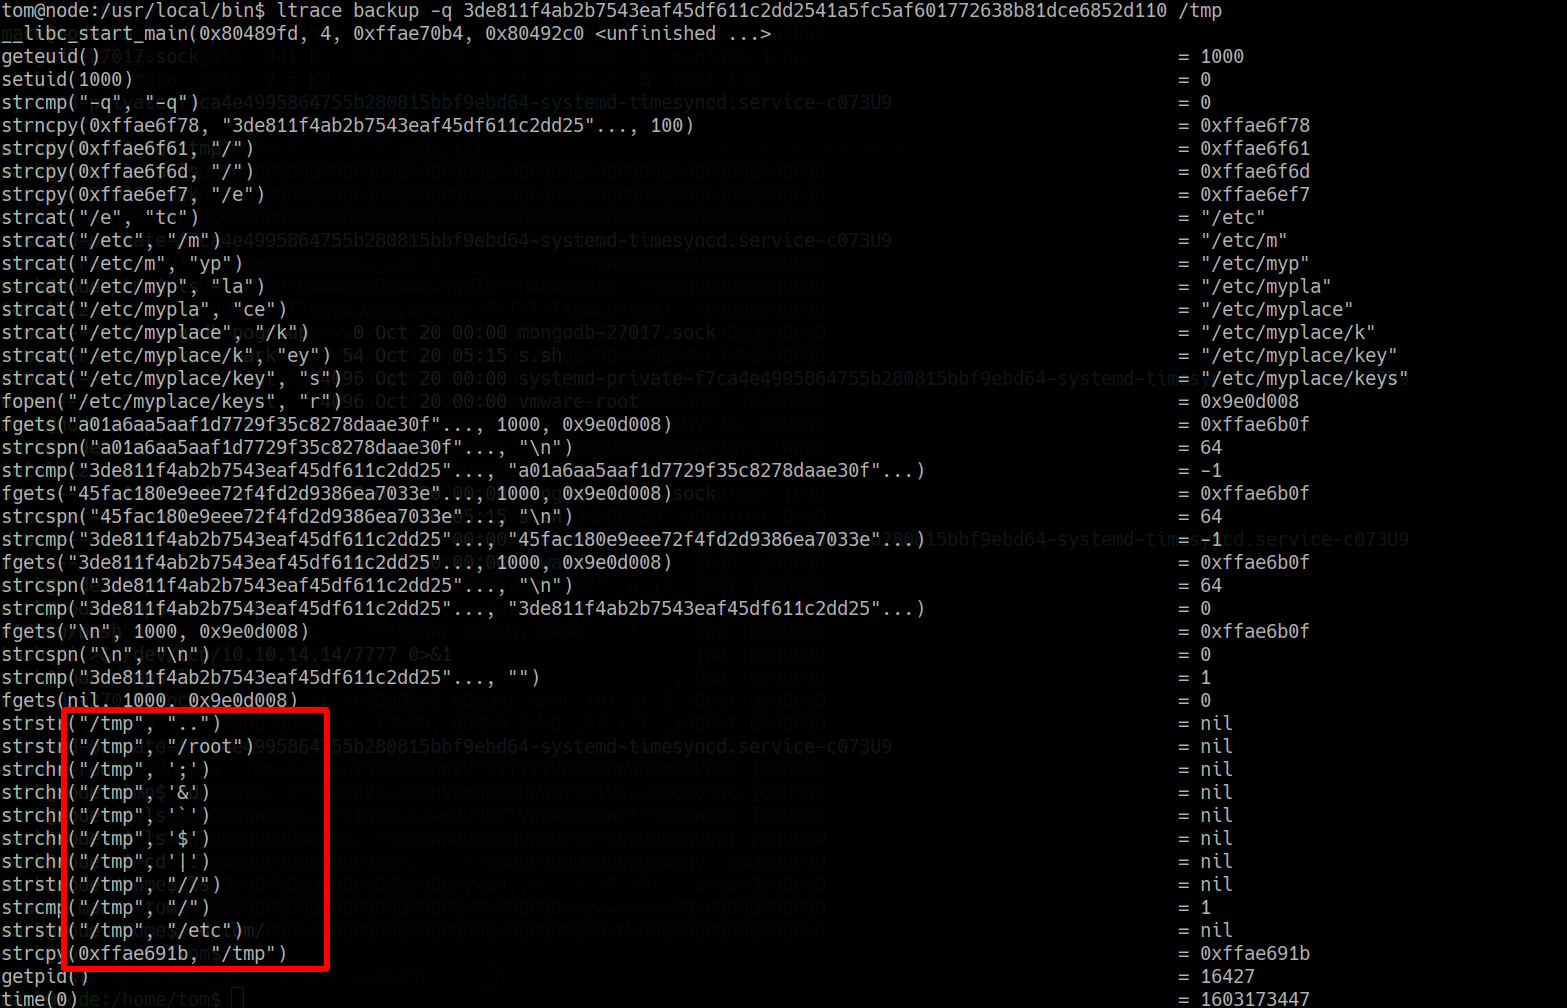 tom@node:/usr/local/bin$ ltrace backup -q 3de811f4ab2b7543eaf45df611c2dd2541a5fc5af601772638b81dce6852d110 /tmp
__libc_start_main(0x80489fd, 4, 0xffae70b4, 0x80492c0 <unfinished ...>
geteuid() = 1000
setuid(1000) = 0
strcmp("-q", "-q") = 0
strncpy(0xffae6f78, "3de811f4ab2b7543eaf45df611c2dd25"..., 100) = 0xffae6f78
strcpy(0xffae6f61, "/") = 0xffae6f61
strcpy(0xffae6f6d, "/") = 0xffae6f6d
strcpy(0xffae6ef7, "/e") = 0xffae6ef7
strcat("/e", "tc") = "/etc"
strcat("/etc", "/m") = "/etc/m"
strcat("/etc/m", "yp") = "/etc/myp"
strcat("/etc/myp", "la") = "/etc/mypla"
strcat("/etc/mypla", "ce") = "/etc/myplace"
strcat("/etc/myplace", "/k") = "/etc/myplace/k"
strcat("/etc/myplace/k", "ey") = "/etc/myplace/key"
strcat("/etc/myplace/key", "s") = "/etc/myplace/keys"
fopen("/etc/myplace/keys", "r") = 0x9e0d008
fgets("a01a6aa5aaf1d7729f35c8278daae30f"..., 1000, 0x9e0d008) = 0xffae6b0f
strcspn("a01a6aa5aaf1d7729f35c8278daae30f"..., "\n") = 64
strcmp("3de811f4ab2b7543eaf45df611c2dd25"..., "a01a6aa5aaf1d7729f35c8278daae30f"...) = -1
fgets("45fac180e9eee72f4fd2d9386ea7033e"..., 1000, 0x9e0d008) = 0xffae6b0f
strcspn("45fac180e9eee72f4fd2d9386ea7033e"..., "\n") = 64
strcmp("3de811f4ab2b7543eaf45df611c2dd25"..., "45fac180e9eee72f4fd2d9386ea7033e"...) = -1
fgets("3de811f4ab2b7543eaf45df611c2dd25"..., 1000, 0x9e0d008) = 0xffae6b0f
strcspn("3de811f4ab2b7543eaf45df611c2dd25"..., "\n") = 64
strcmp("3de811f4ab2b7543eaf45df611c2dd25"..., "3de811f4ab2b7543eaf45df611c2dd25"...) = 0
fgets("\n", 1000, 0x9e0d008) = 0xffae6b0f
strcspn("\n", "\n") = 0
strcmp("3de811f4ab2b7543eaf45df611c2dd25"..., "") = 1
fgets(nil, 1000, 0x9e0d008) = 0
strstr("/tmp", "..") = nil
strstr("/tmp", "/root") = nil
strchr("/tmp", ';') = nil
strchr("/tmp", '&') = nil
strchr("/tmp", '`') = nil
strchr("/tmp", '$') = nil
strchr("/tmp", '|') = nil
strstr("/tmp", "//") = nil
strcmp("/tmp", "/") = 1
strstr("/tmp", "/etc") = nil
strcpy(0xffae691b, "/tmp") = 0xffae691b
getpid() = 16427
time(0) = 1603173447